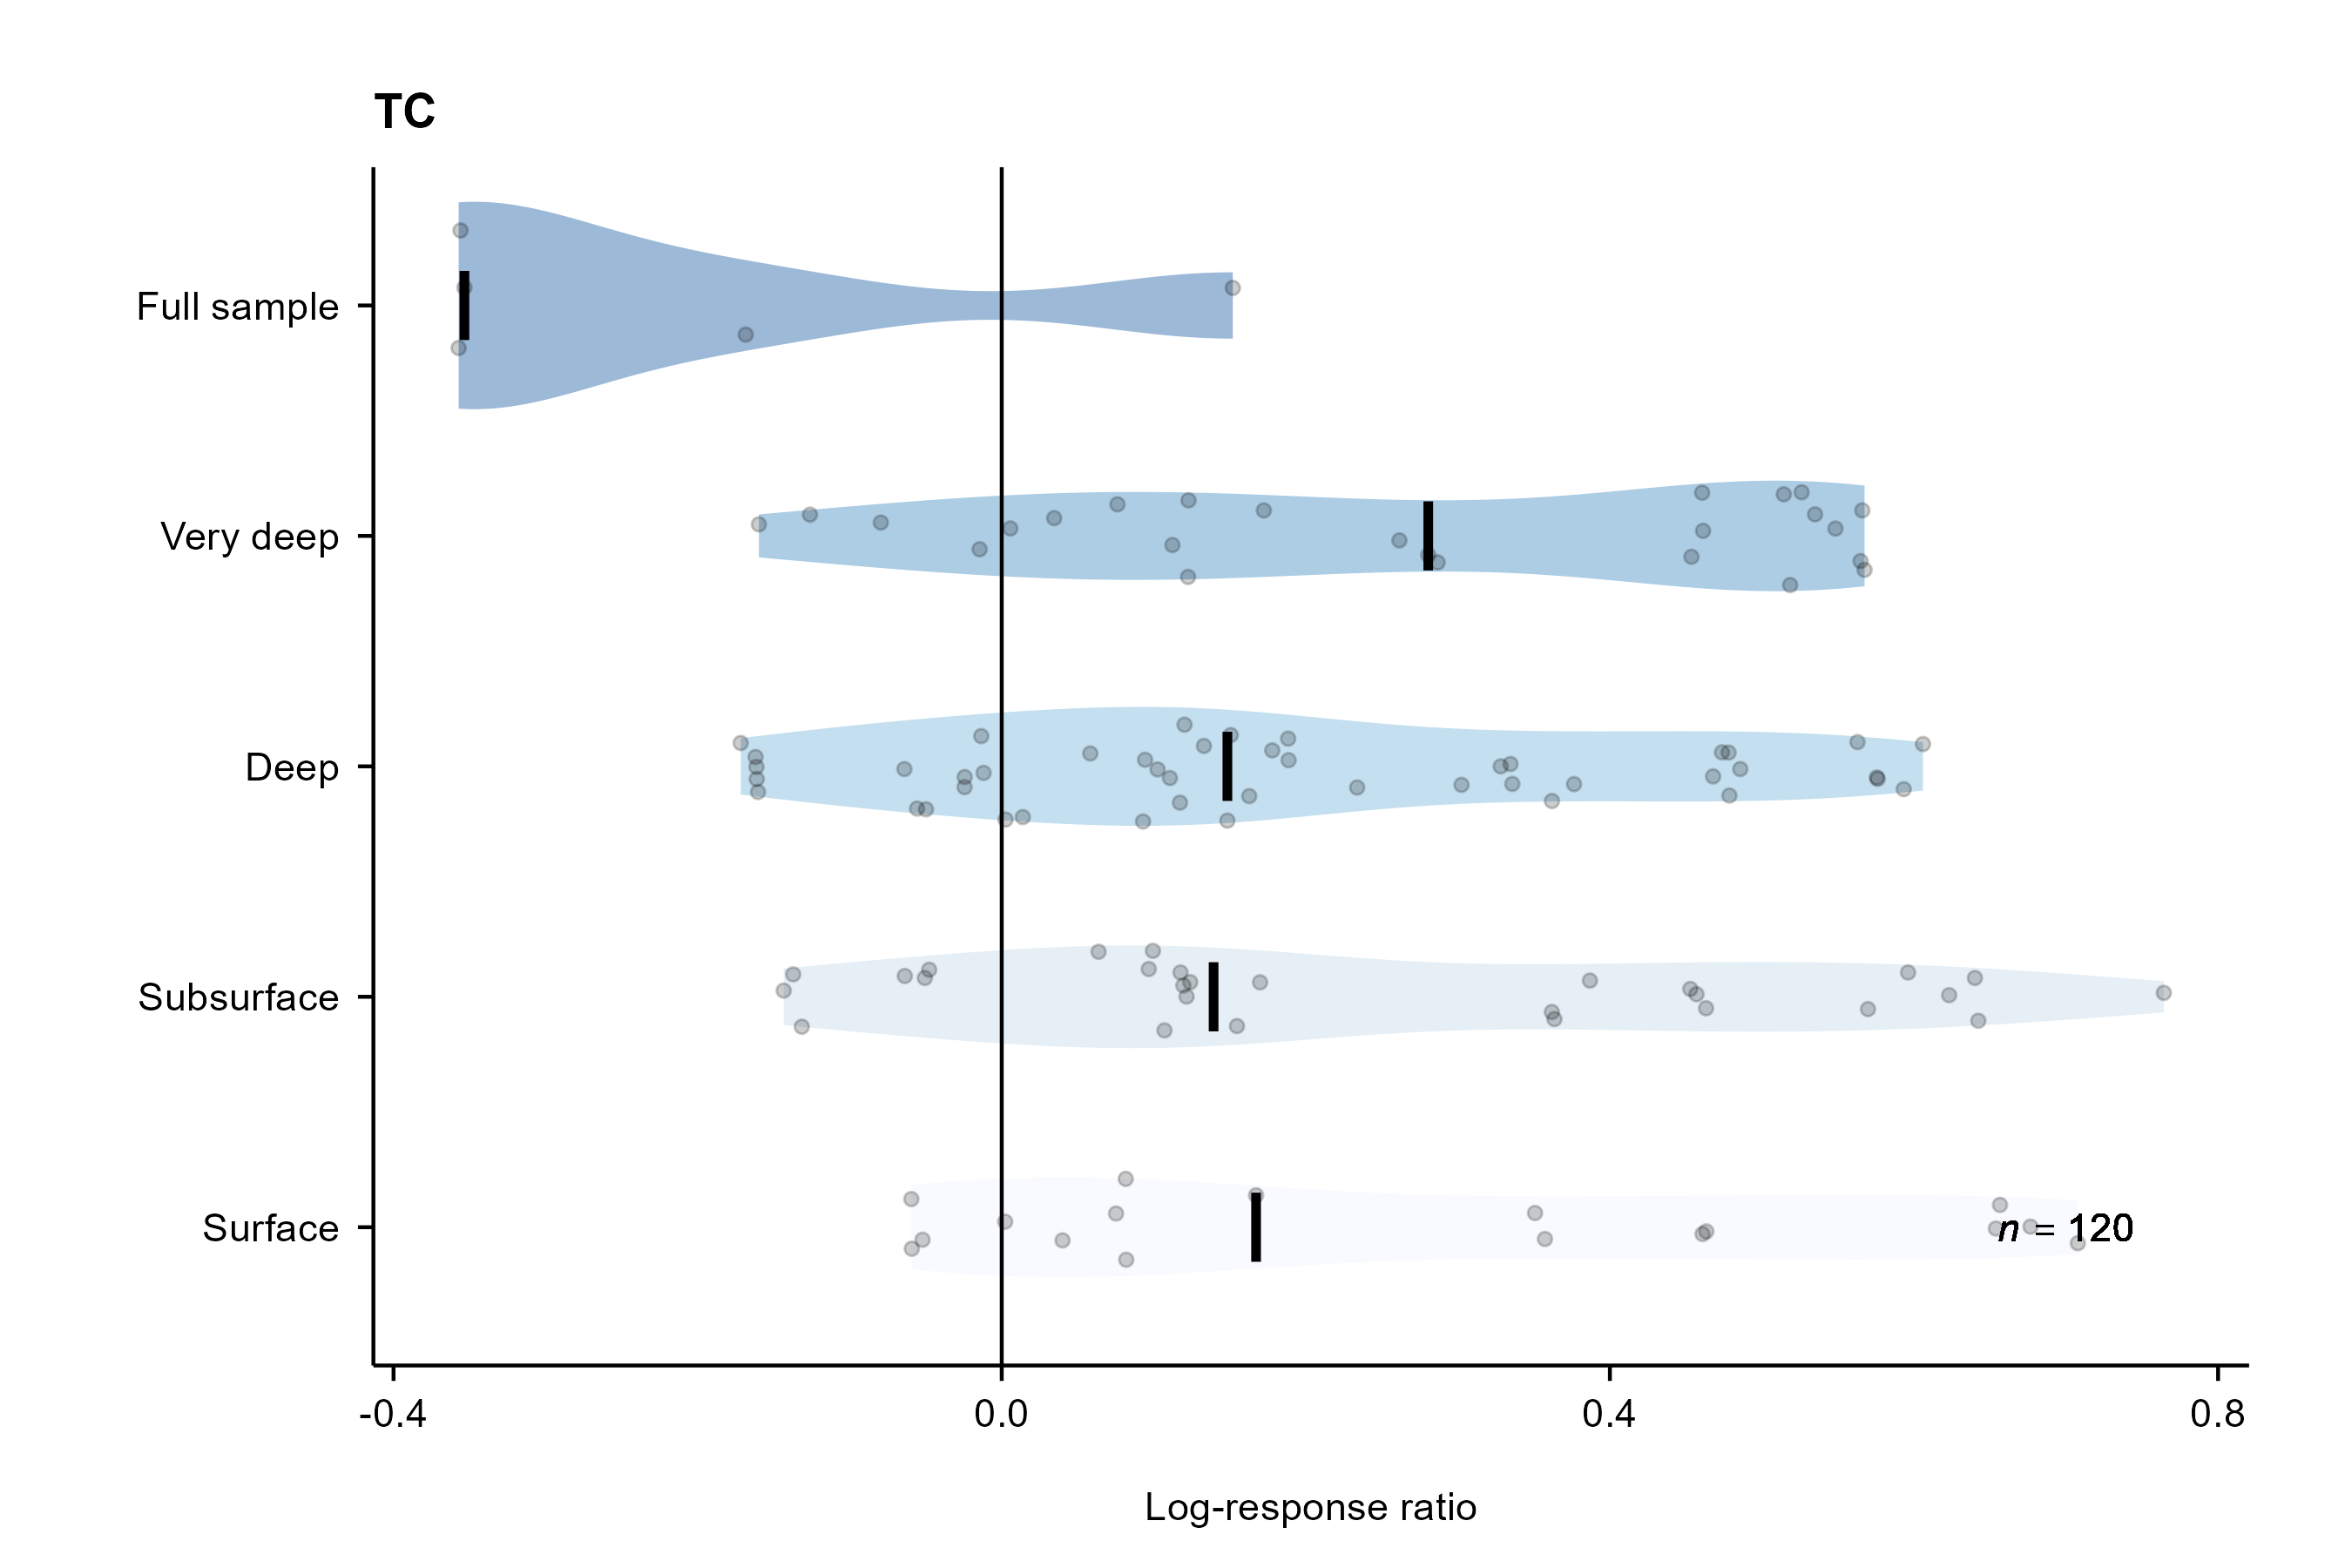 TC
Full sample
Very deep
Deep
Subsurface
Surface
n = 120
-0.4 0.0 0.4 0.8
Log-response ratio